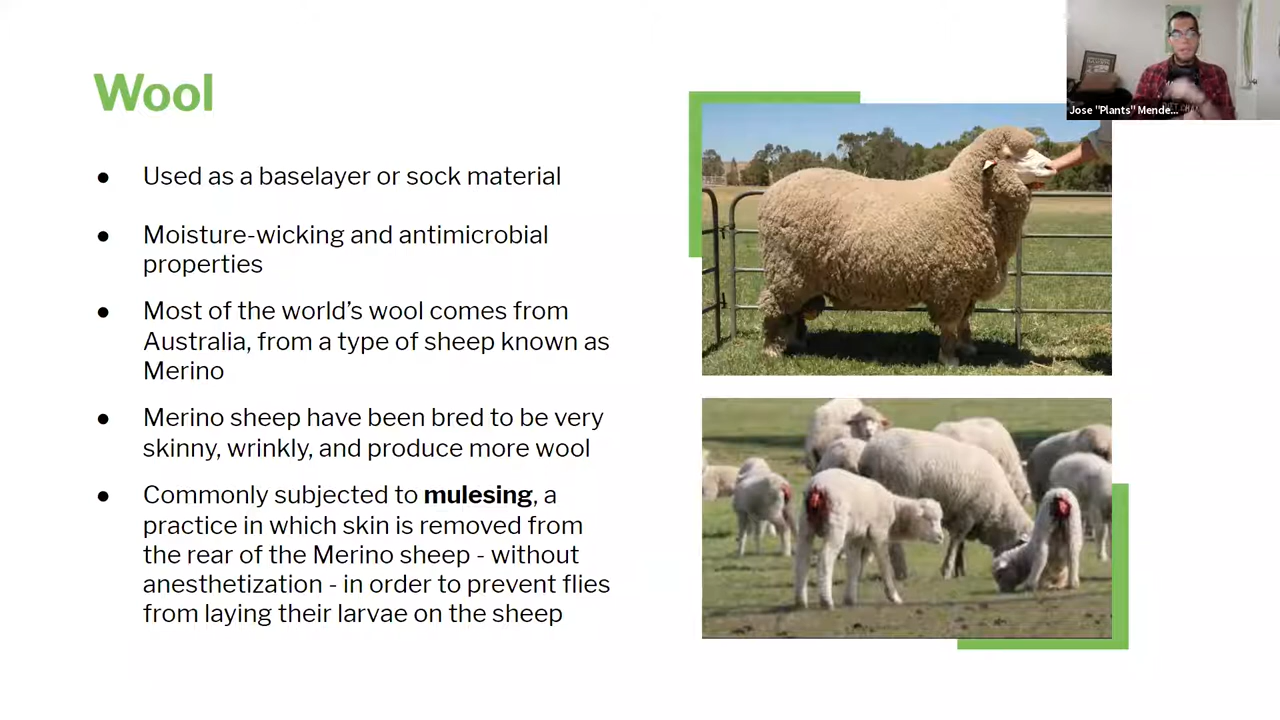 Wool
● Used as a baselayer or sock material
● Moisture-wicking and antimicrobial
properties
● Most of the world’s wool comes from
Australia, from a type of sheep known as
Merino
● Merino sheep have been bred to be very
skinny, wrinkly, and produce more wool
● Commonly subjected to mulesing, a
practice in which skin is removed from
the rear of the Merino sheep - without
anesthetization - in order to prevent flies
from laying their larvae on the sheep
Jose "Plants" Mende...